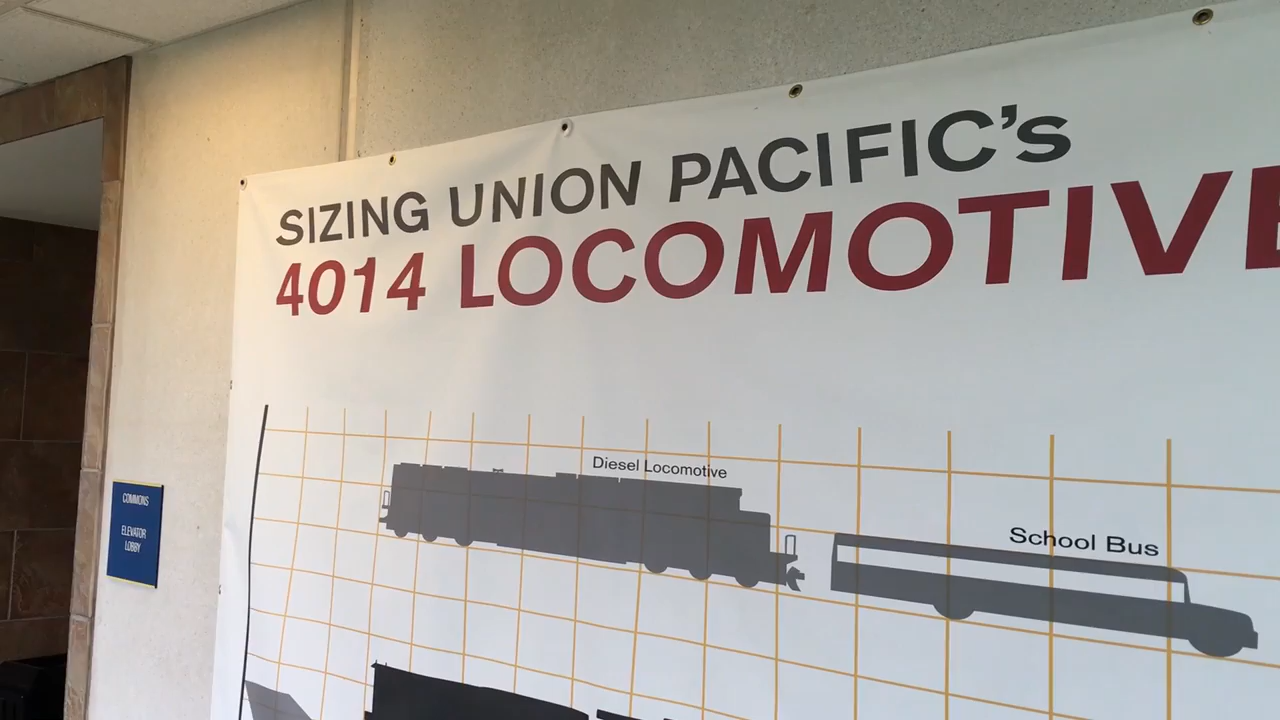 SIZING UNION PACIFIC's
4014 LOCOMOTIVE
Diesel Locomotive
School Bus
COMMONS
ELEVATOR
LOBBY